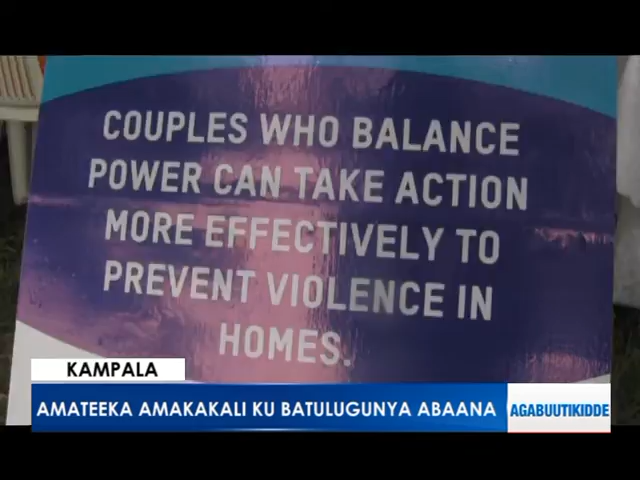 COUPLES WHO BALANCE
POWER CAN TAKE ACTION
MORE EFFECTIVELY TO
PREVENT VIOLENCE IN
HOMES.
KAMPALA
AMATEEKA AMAKAKALI KU BATULUGUNYA ABAANA
AGABUUTIKIDDE